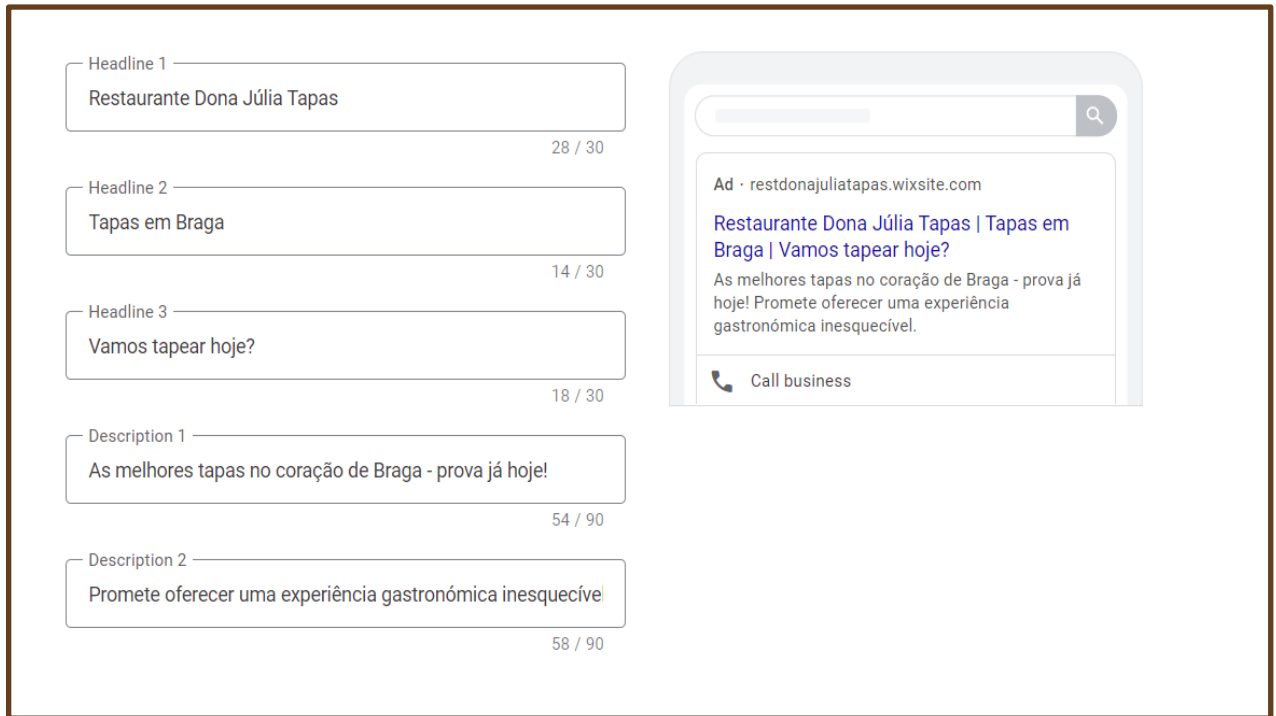 Headline 1
Restaurante Dona Júlia Tapas
28 / 30
Headline 2
Tapas em Braga
14 / 30
Headline 3
Vamos tapear hoje?
18 / 30
Description 1
As melhores tapas no coração de Braga - prova já hoje!
54 / 90
Description 2
Promete oferecer uma experiência gastronómica inesquecível
58 / 90
Ad · restdonajuliatapas.wixsite.com
Restaurante Dona Júlia Tapas | Tapas em
Braga | Vamos tapear hoje?
As melhores tapas no coração de Braga - prova já
hoje! Promete oferecer uma experiência
gastronómica inesquecível.
Call business